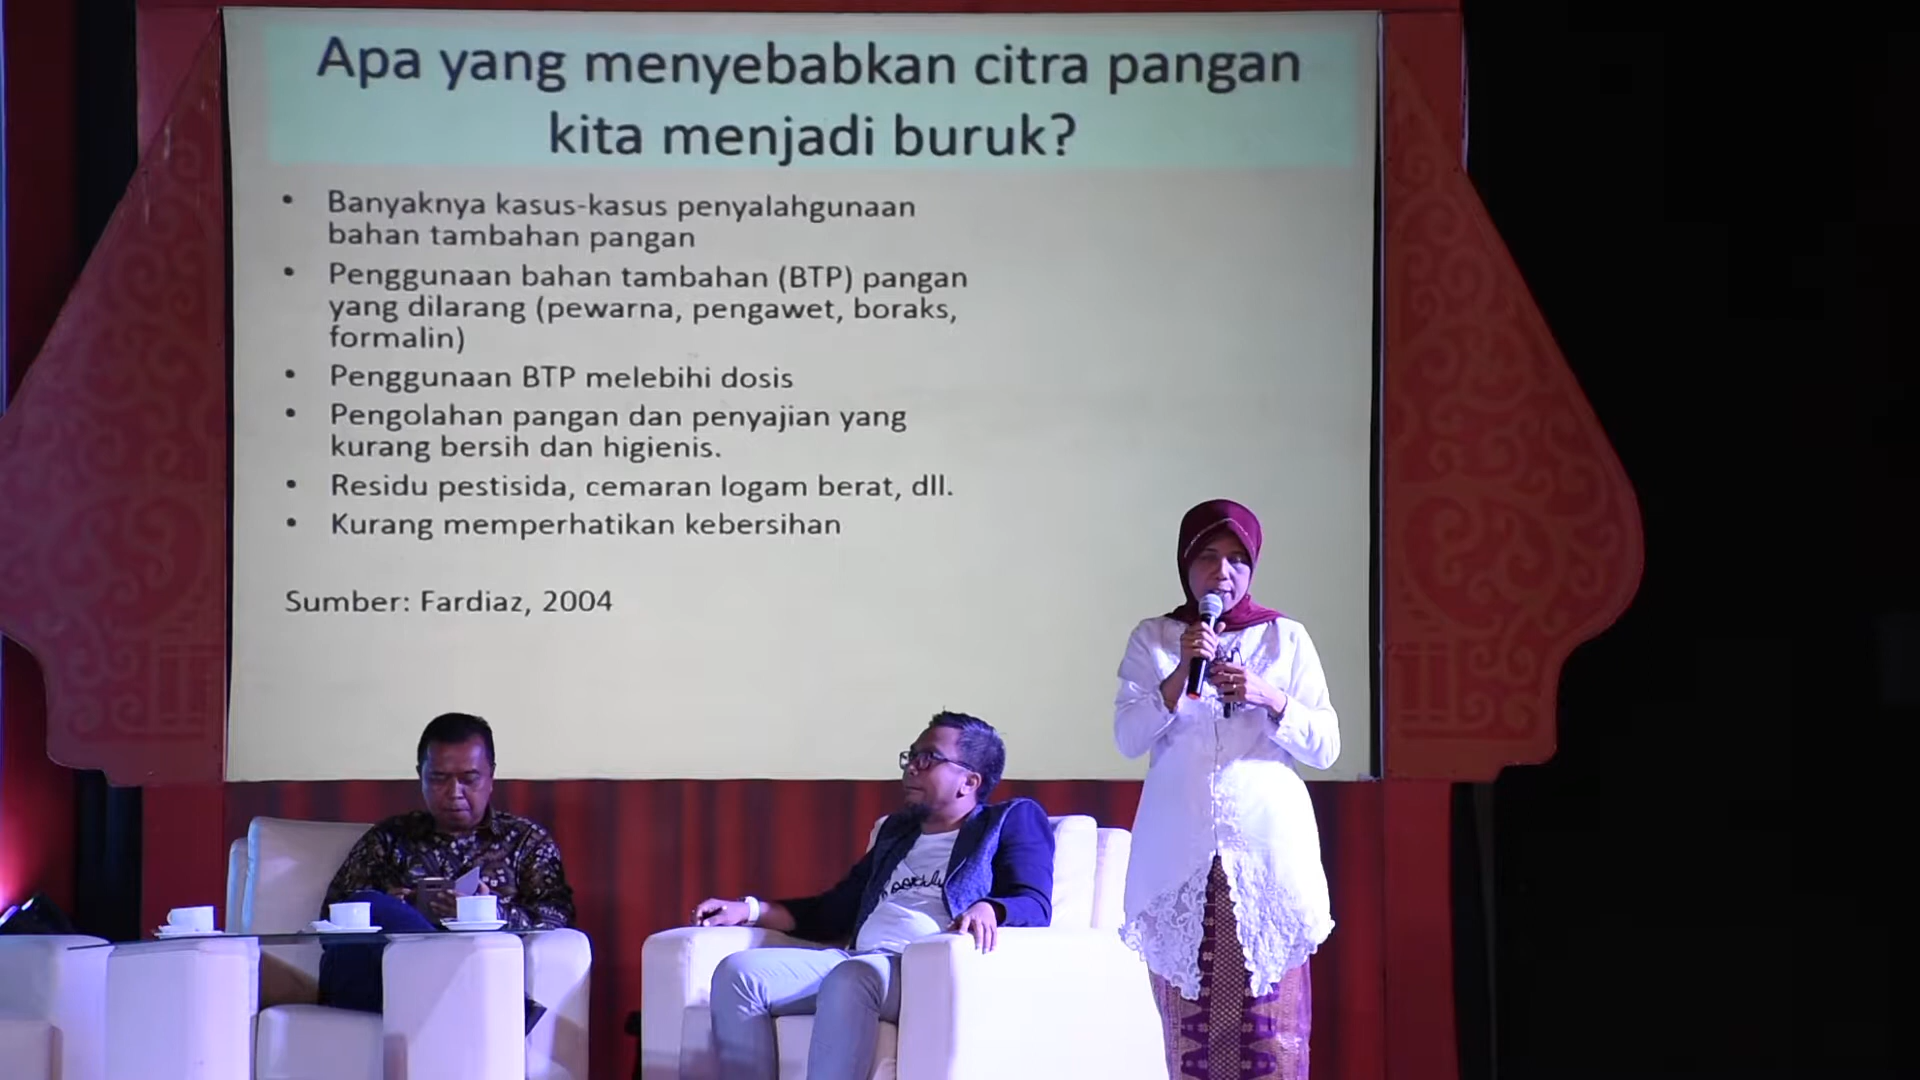 Apa yang menyebabkan citra pangan
kita menjadi buruk?
• Banyaknya kasus-kasus penyalahgunaan
bahan tambahan pangan
• Penggunaan bahan tambahan (BTP) pangan
yang dilarang (pewarna, pengawet, boraks,
formalin)
• Penggunaan BTP melebihi dosis
• Pengolahan pangan dan penyajian yang
kurang bersih dan higienis.
• Residu pestisida, cemaran logam berat, dll.
• Kurang memperhatikan kebersihan
Sumber: Fardiaz, 2004